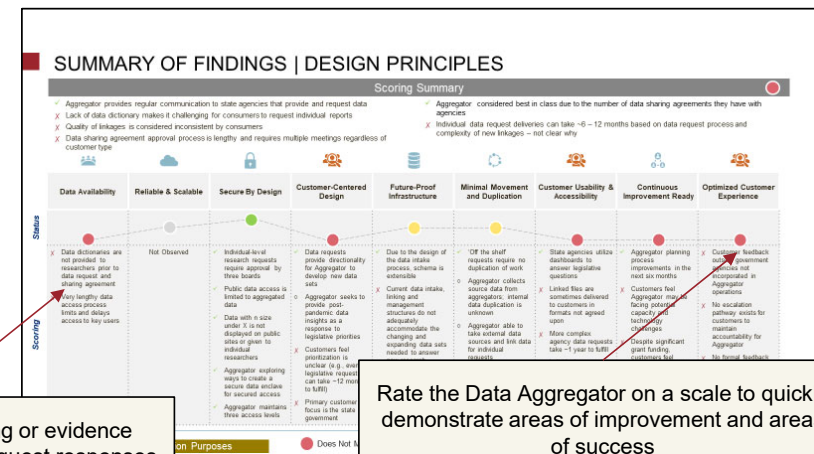 SUMMARY OF FINDINGS | DESIGN PRINCIPLES
Scoring Summary
✓ Aggregator provides regular communication to state agencies that provide and request data
✗ Lack of data dictionary makes it challenging for consumers to request individual reports
✗ Quality of linkages is considered inconsistent by consumers
✗ Data sharing agreement approval process is lengthy and requires multiple meetings regardless of
customer type
✓ Aggregator considered best in class due to the number of data sharing agreements they have with
agencies
✗ Individual data request deliveries can take ~6 – 12 months based on data request process and
complexity of new linkages – not clear why
Data Availability
Reliable & Scalable
Secure By Design
Customer-Centered
Design
Future-Proof
Infrastructure
Minimal Movement
and Duplication
Customer Usability &
Accessibility
Continuous
Improvement Ready
Optimized Customer
Experience
Status
Scoring
✗ Data dictionaries are
not provided to
researchers prior to
data request and
sharing agreement
Very lengthy data
access process
limits and delays
access to key users
Not Observed
✓ Individual-level
research requests
require approval by
three boards
✓ Public data access is
limited to aggregated
data
✓ Data with n size
under X is not
displayed on public
sites or given to
individual
researchers
✓ Aggregator exploring
ways to create a
secure data enclave
for secured access
✓ Aggregator maintains
three access levels
✓ Data requests
provide directionality
for Aggregator to
develop new data
sets
o Aggregator seeks to
provide post-
pandemic data
insights as a
response to
legislative priorities
✗ Customers feel
prioritization is
unclear (e.g., even
legislative request
can take ~12 mon
to fulfill)
✗ Primary customer
focus is the state
government
✓ Due to the design of
the data intake
process, schema is
extensible
✗ Current data intake,
linking and
management
structures do not
adequately
accommodate the
changing and
expanding data sets
needed to answer
✓ 'Off the shelf'
requests require no
duplication of work
o Aggregator collects
source data from
aggregators; internal
data duplication is
unknown
o Aggregator able to
take external data
sources and link data
for individual
requests
✓ State agencies utilize
dashboards to
answer legislative
questions
✗ Linked files are
sometimes delivered
to customers in
formats not agreed
upon
✗ More complex
agency data requests
take ~1 year to fulfill
✓ Aggregator planning
process
improvements in the
next six months
✗ Customers feel
Aggregator may be
facing potential
capacity and
technology
challenges
✗ Despite significant
grant funding,
customers feel
✗ Customer feedback
government
agencies not
incorporated in
Aggregator
operations
✗ No escalation
pathway exists for
customers to
maintain
accountability for
Aggregator
✗ No formal feedback
g or evidence
quest responses
on Purposes
Does Not M
Rate the Data Aggregator on a scale to quick
demonstrate areas of improvement and area
of success